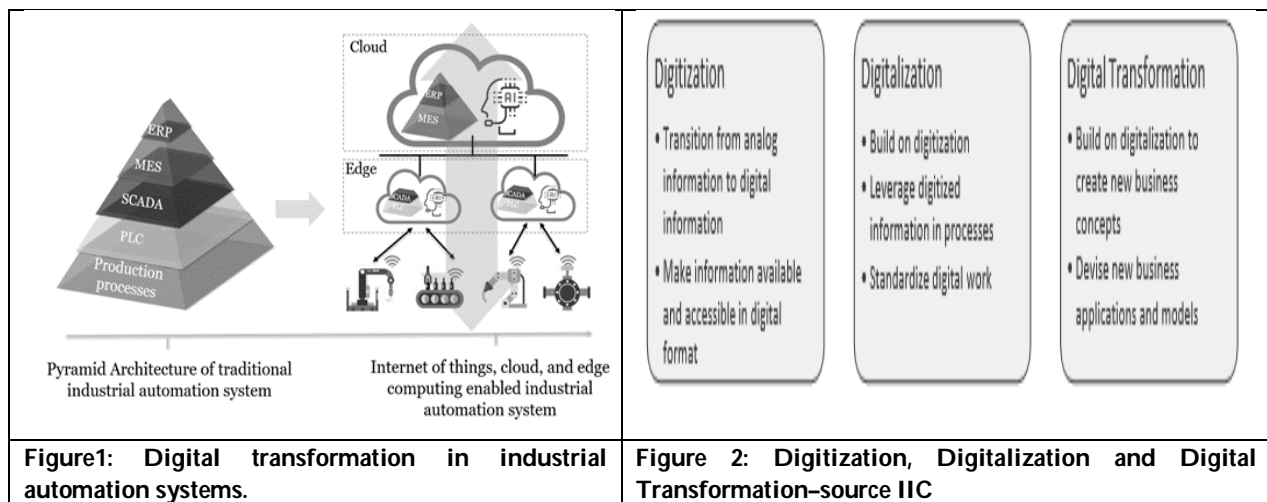 Cloud
ERP
AI
MES
ERP
MES
SCADA
PLC
Production
processes
Edge
SCADA
PLC
SCADA
Pyramid Architecture of traditional
industrial automation system
Internet of things, cloud, and edge
computing enabled industrial
automation system
Digitization
• Transition from analog
information to digital
information
• Make information available
and accessible in digital
format
Digitalization
• Build on digitization
• Leverage digitized
information in processes
• Standardize digital work
Digital Transformation
• Build on digitalization to
create new business
concepts
• Devise new business
applications and models
Figure1: Digital transformation in industrial
automation systems.
Figure 2: Digitization, Digitalization and Digital
Transformation–source IIC